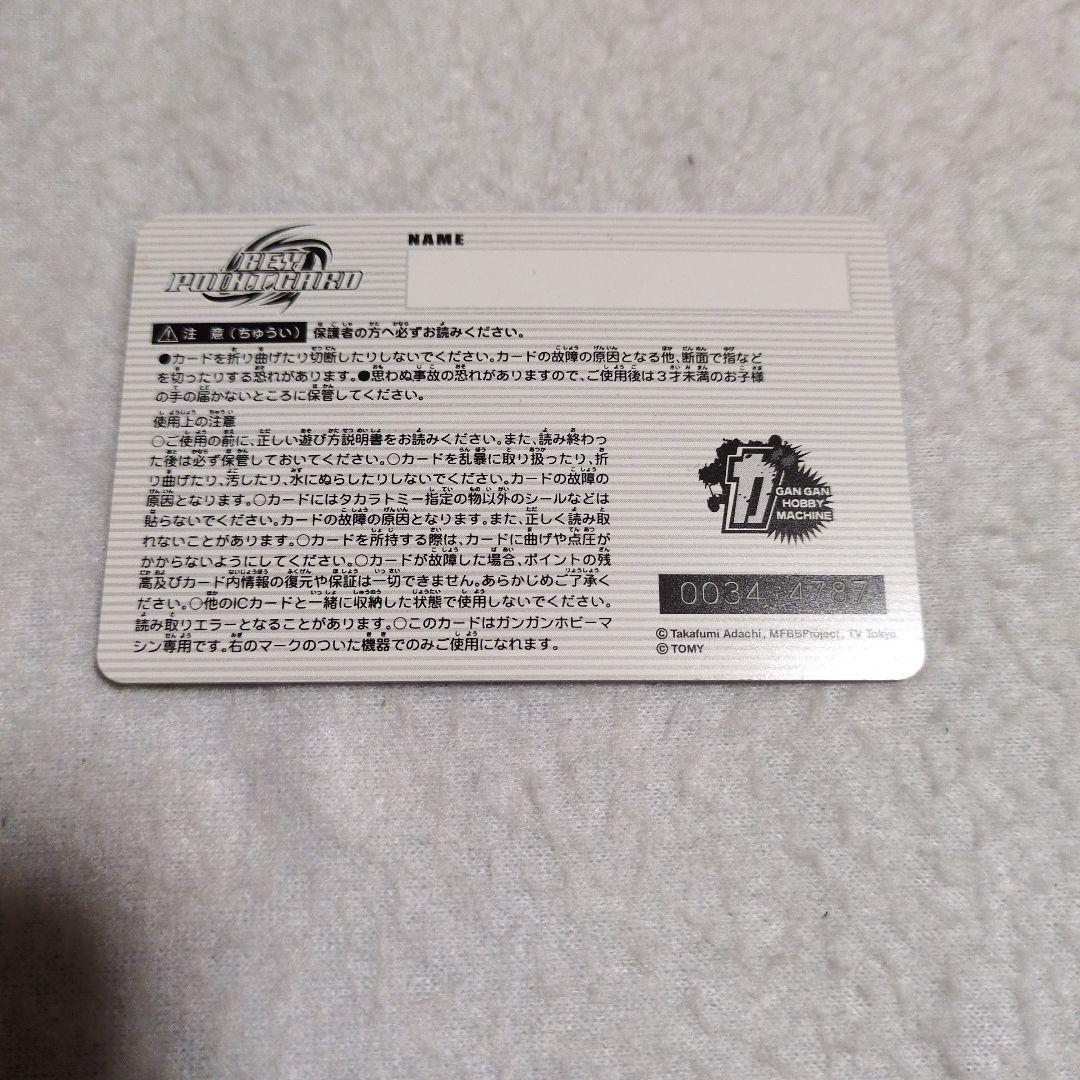 BEY POINT CARD
NAME
注 意(ちゅうい) 保護者の方へ必ずお読みください。
●カードを折り曲げたり切断したりしないでください。カードの故障の原因となる他、断面で指など
を切ったりする恐れがあります。●思わぬ事故の恐れがありますので、ご使用後は3才未満のお子様
の手の届かないところに保管してください。
使用上の注意
○ご使用の前に、正しい遊び方説明書をお読みください。また、読み終わっ
た後は必ず保管しておいてください。○カードを乱暴に取り扱ったり、折
り曲げたり、汚したり、水にぬらしたりしないでください。カードの故障の
原因となります。○カードにはタカラトミー指定の物以外のシールなどは
貼らないでください。カードの故障の原因となります。また、正しく読み取
れないことがあります。○カードを所持する際は、カードに曲げや点圧が
かからないようにしてください。○カードが故障した場合、ポイントの残
高及びカード内情報の復元や保証は一切できません。あらかじめご了承く
ださい。○他のICカードと一緒に収納した状態で使用しないでください。
読み取りエラーとなることがあります。○このカードはガンガンホビーマ
シン専用です。右のマークのついた機器でのみご使用になれます。
GAN GAN
HOBBY
MACHINE
0034 4787
© Takafumi Adachi, MFBBProject, TV Tokyo
© TOMY